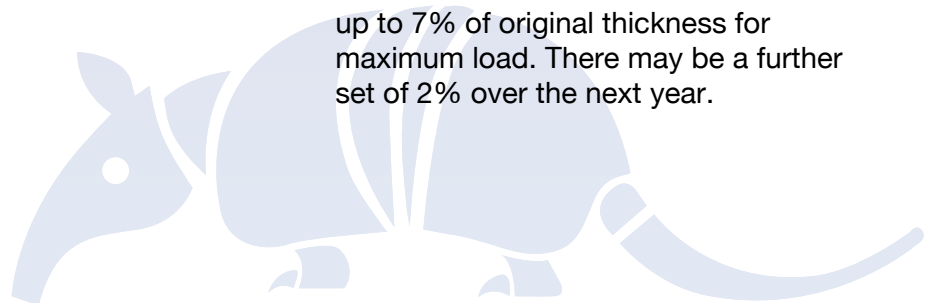 up to 7% of original thickness for
maximum load. There may be a further
set of 2% over the next year.